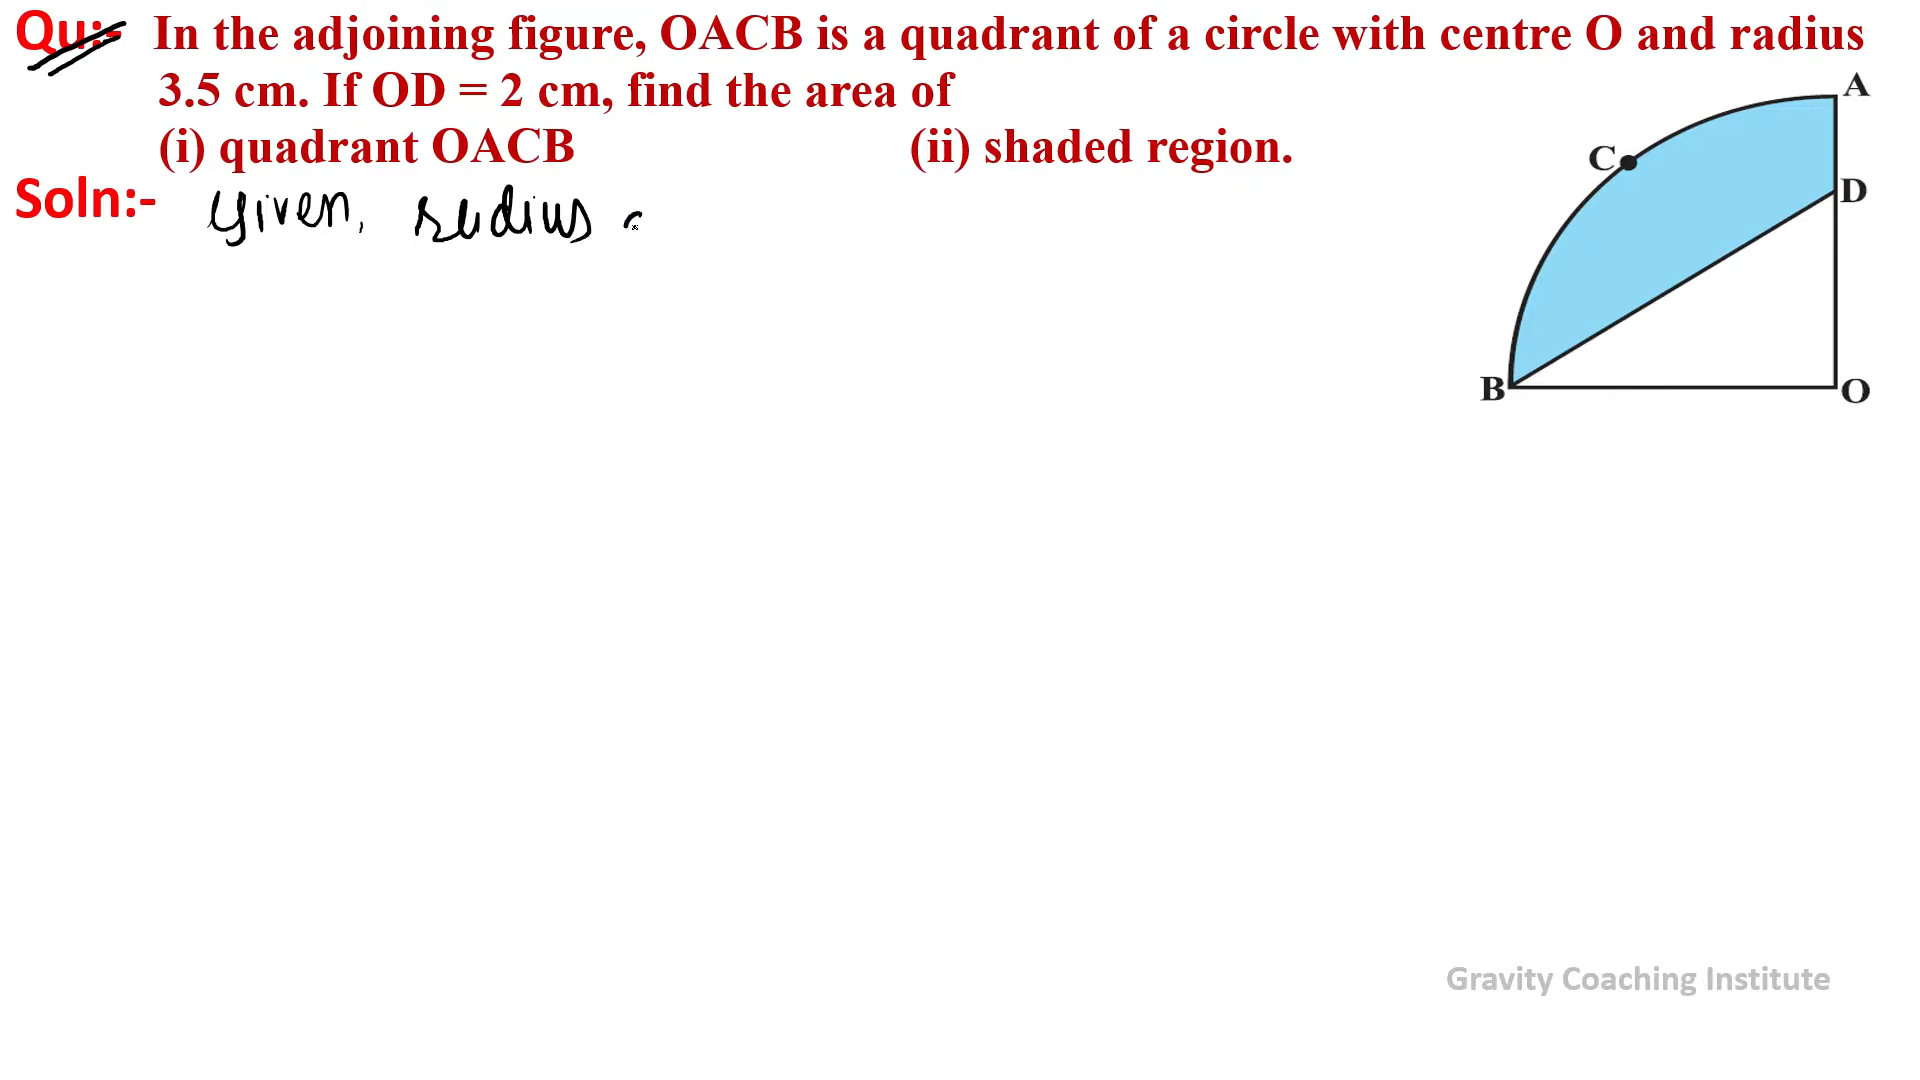 Qu:- In the adjoining figure, OACB is a quadrant of a circle with centre O and radius
3.5 cm. If OD = 2 cm, find the area of
(i) quadrant OACB (ii) shaded region.
Soln:- Given, radius
A
C
D
B
O
Gravity Coaching Institute